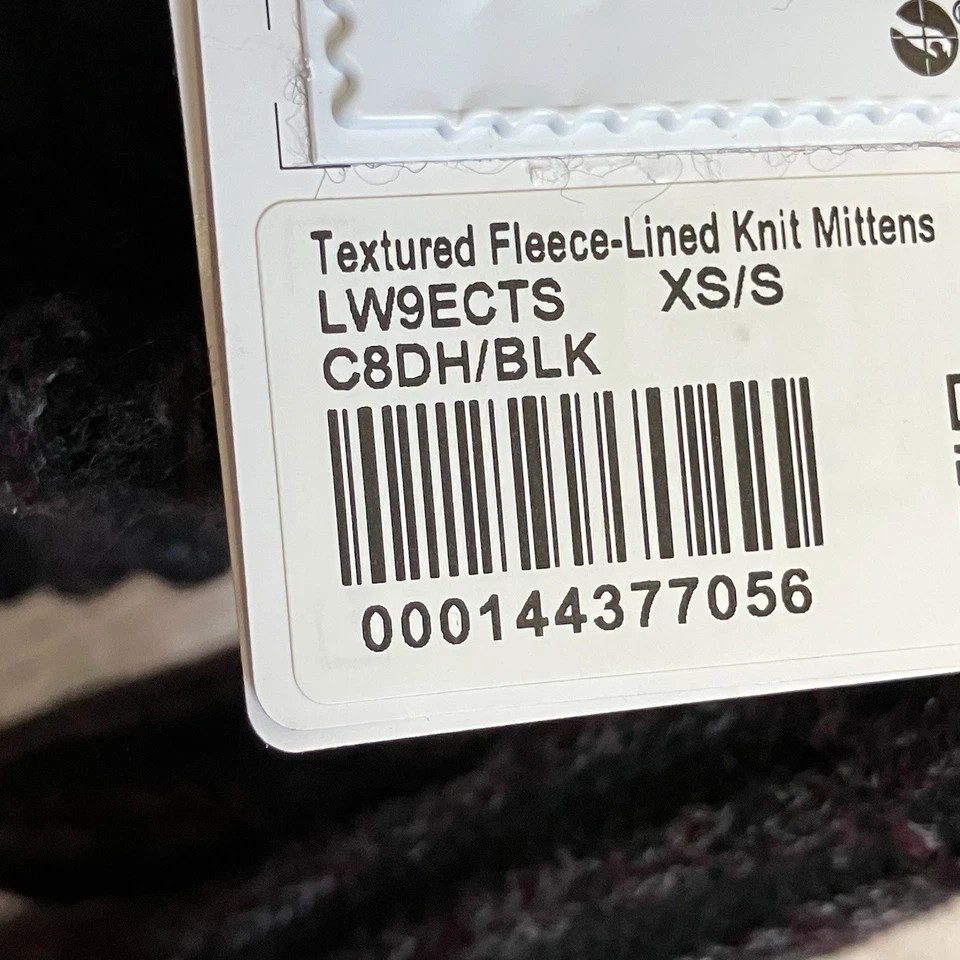 Textured Fleece-Lined Knit Mittens
LW9ECTS XS/S
C8DH/BLK
000144377056